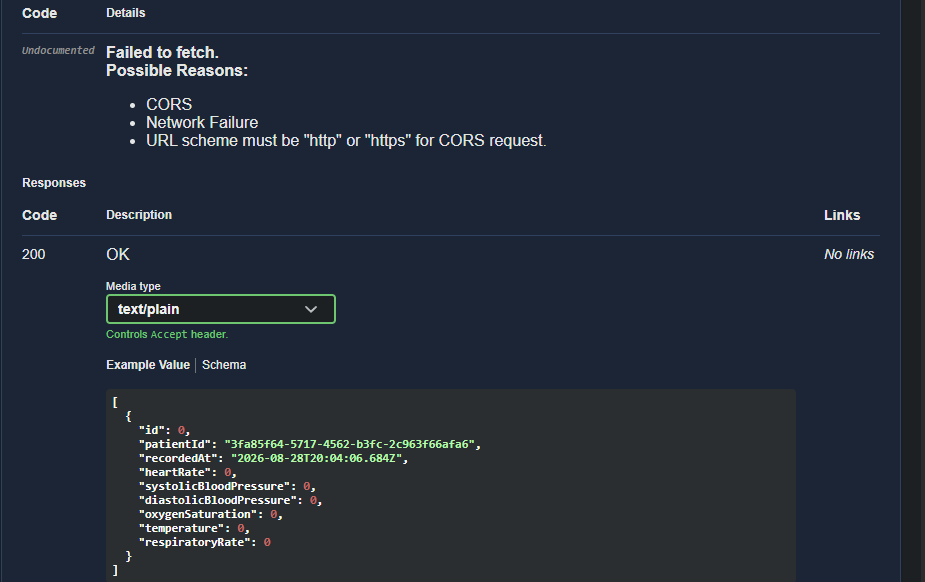 Code Details
Undocumented Failed to fetch.
Possible Reasons:
• CORS
• Network Failure
• URL scheme must be "http" or "https" for CORS request.
Responses
Code Description Links
200 OK No links
Media type
text/plain
Controls Accept header.
Example Value | Schema
[
  {
    "id": 0,
    "patientId": "3fa85f64-5717-4562-b3fc-2c963f66afa6",
    "recordedAt": "2026-08-28T20:04:06.684Z",
    "heartRate": 0,
    "systolicBloodPressure": 0,
    "diastolicBloodPressure": 0,
    "oxygenSaturation": 0,
    "temperature": 0,
    "respiratoryRate": 0
  }
]